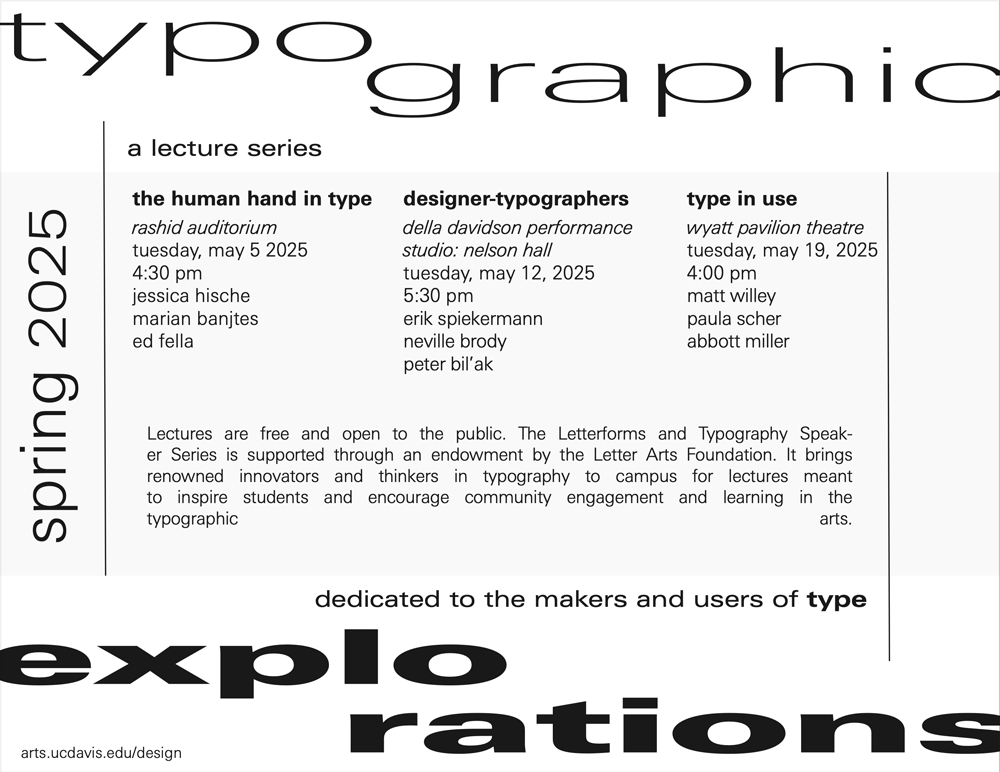 typo
graphic
a lecture series
spring 2025
the human hand in type
rashid auditorium
tuesday, may 5 2025
4:30 pm
jessica hische
marian banjtes
ed fella
designer-typographers
della davidson performance
studio: nelson hall
tuesday, may 12, 2025
5:30 pm
erik spiekermann
neville brody
peter bil’ak
type in use
wyatt pavilion theatre
tuesday, may 19, 2025
4:00 pm
matt willey
paula scher
abbott miller
Lectures are free and open to the public. The Letterforms and Typography Speak-
er Series is supported through an endowment by the Letter Arts Foundation. It brings
renowned innovators and thinkers in typography to campus for lectures meant
to inspire students and encourage community engagement and learning in the
typographic arts.
dedicated to the makers and users of type
explo
rations
arts.ucdavis.edu/design